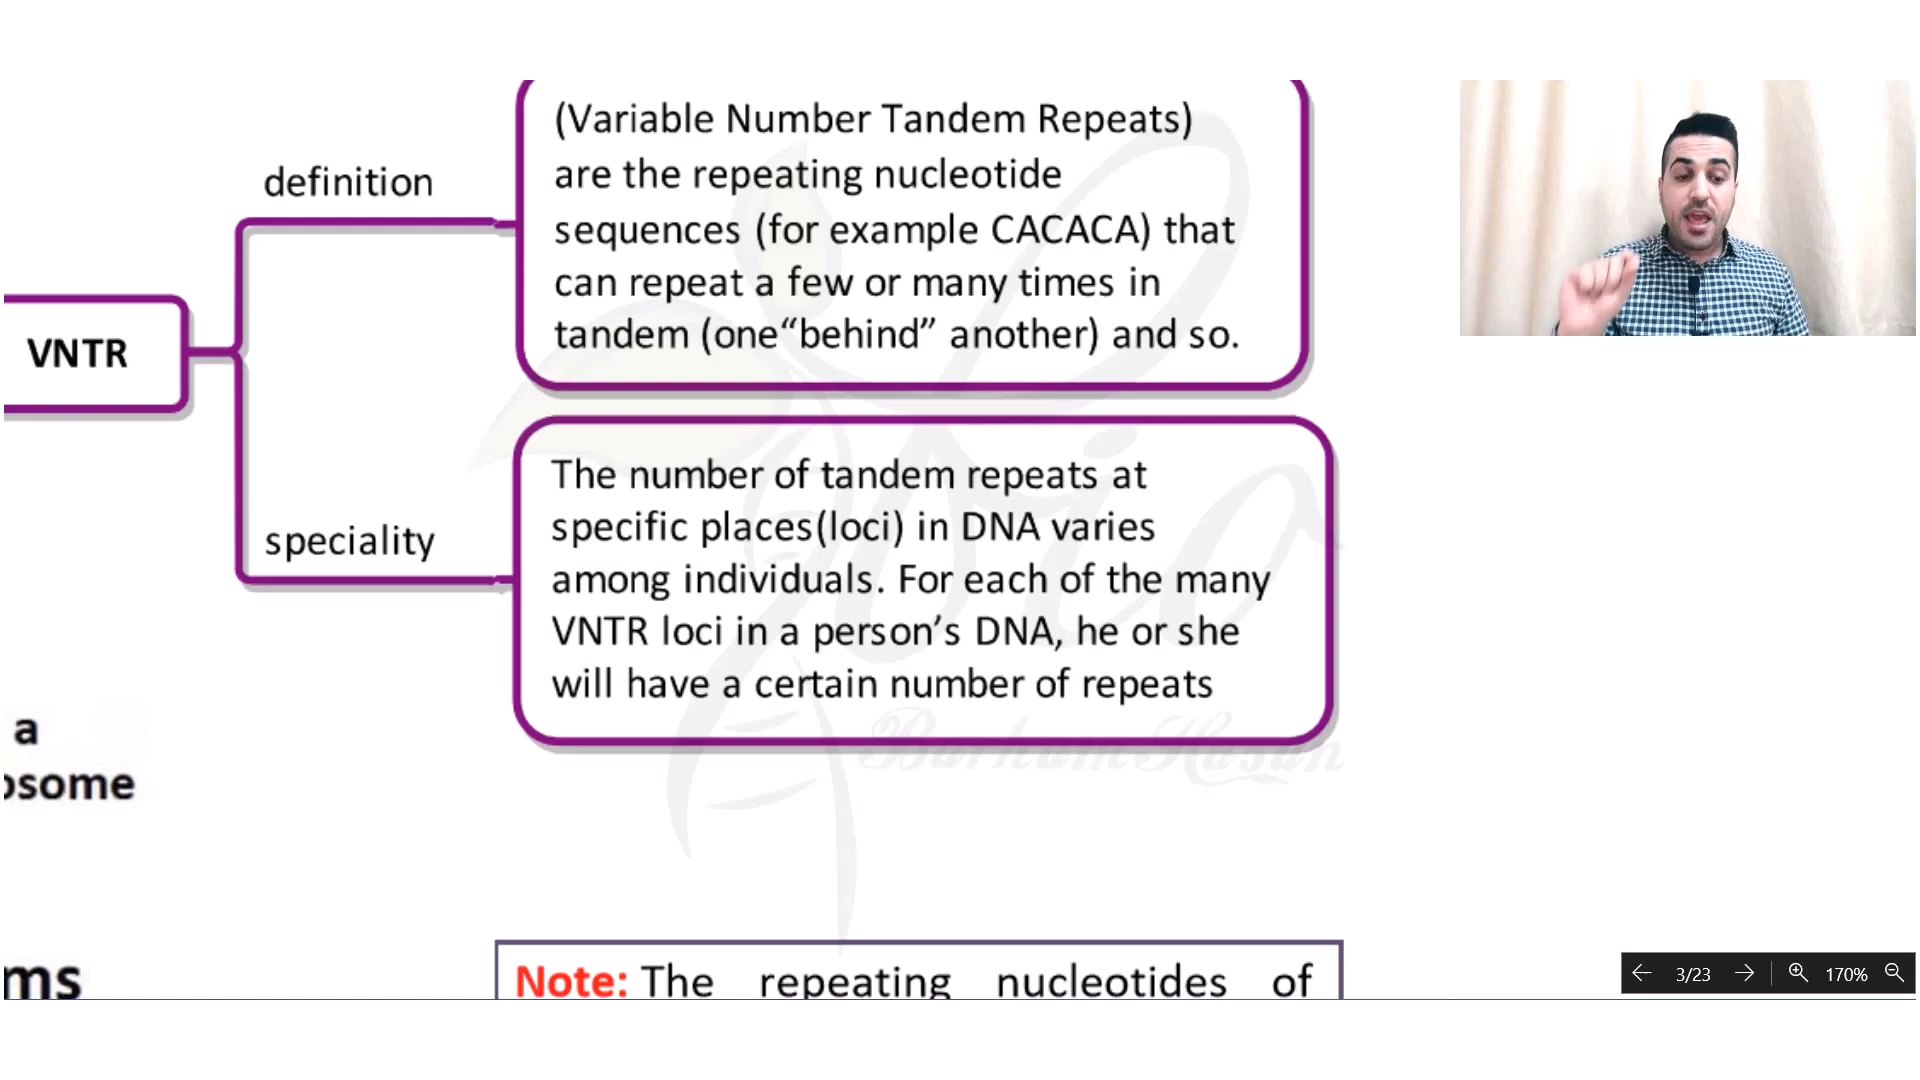 (Variable Number Tandem Repeats)
are the repeating nucleotide
sequences (for example CACACA) that
can repeat a few or many times in
tandem (one“behind” another) and so.
definition
VNTR
speciality
The number of tandem repeats at
specific places(loci) in DNA varies
among individuals. For each of the many
VNTR loci in a person’s DNA, he or she
will have a certain number of repeats
Bio
Barham Hasan
a
osome
ms
Note: The repeating nucleotides of
3/23
170%